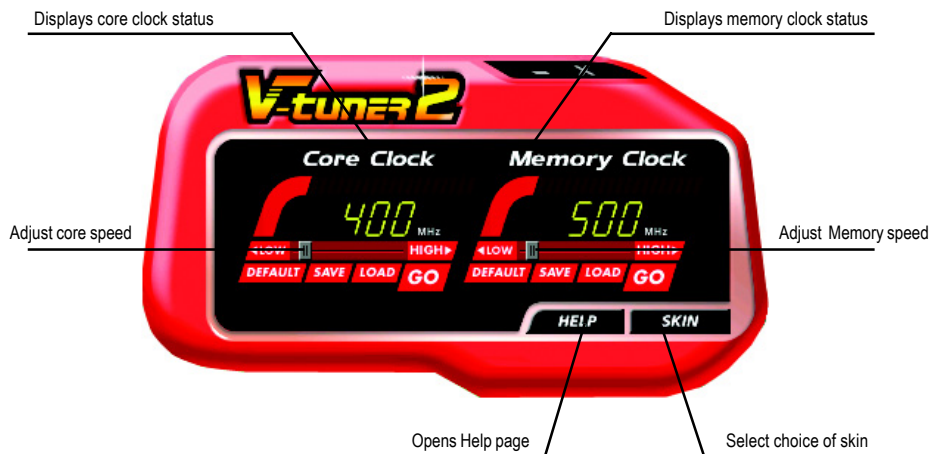 Displays core clock status
Displays memory clock status
V-TUNER 2
Core Clock
Memory Clock
400 MHz
500 MHz
Adjust core speed
LOW
HIGH
LOW
HIGH
Adjust Memory speed
DEFAULT SAVE LOAD GO
DEFAULT SAVE LOAD GO
HELP
SKIN
Opens Help page
Select choice of skin